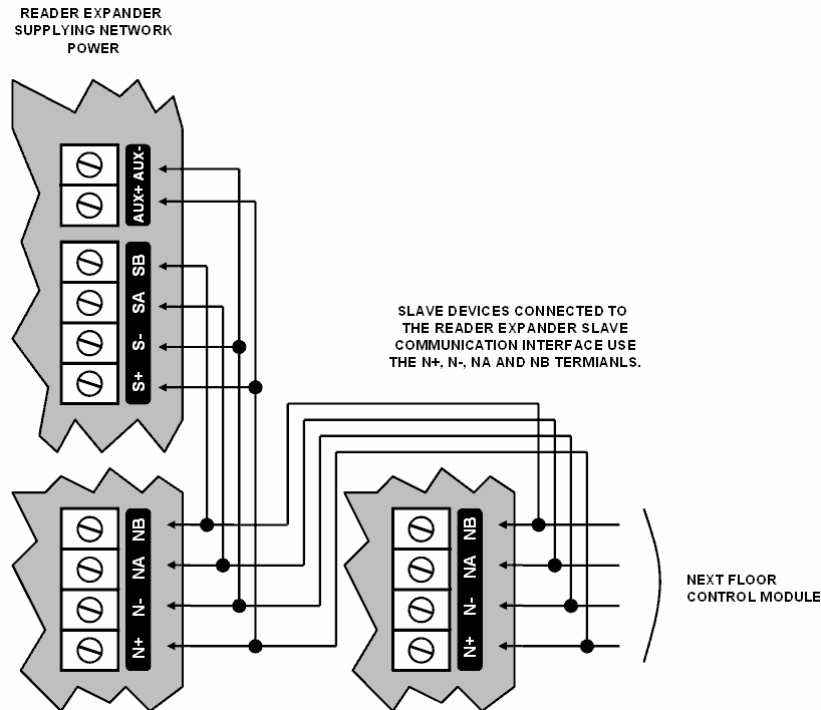 READER EXPANDER
SUPPLYING NETWORK
POWER
AUX-
AUX+
SB
SA
S-
S+
SLAVE DEVICES CONNECTED TO
THE READER EXPANDER SLAVE
COMMUNICATION INTERFACE USE
THE N+, N-, NA AND NB TERMIANLS.
NB
NA
N-
N+
NB
NA
N-
N+
NEXT FLOOR
CONTROL MODULE